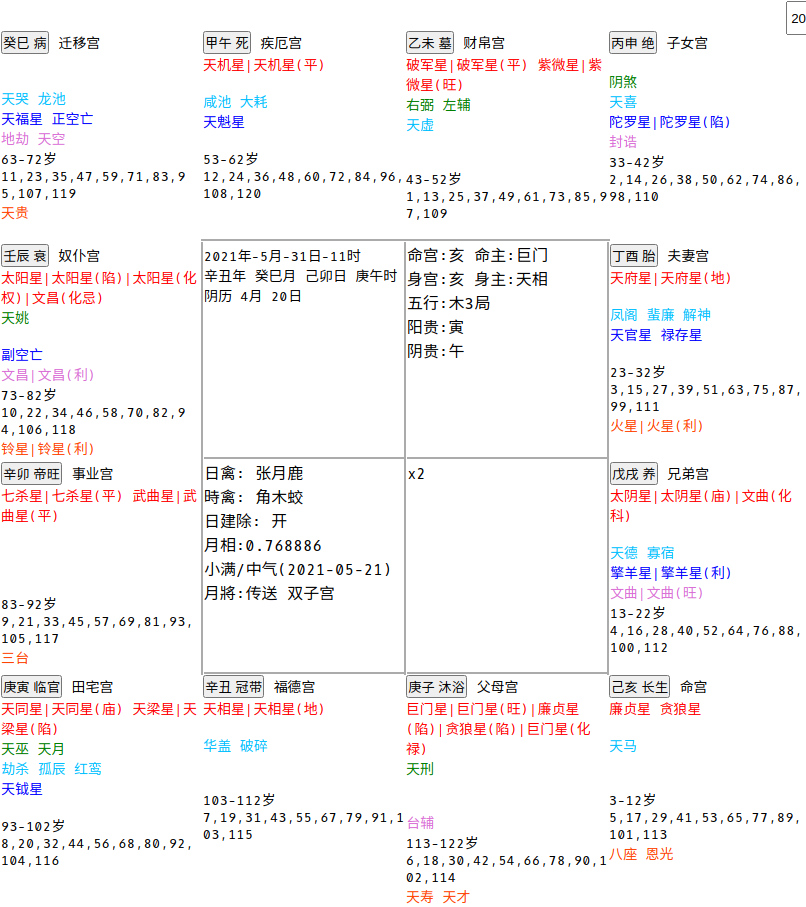 20
癸巳 病 迁移宫
天哭 龙池
天福星 正空亡
地劫 天空
63-72岁
11,23,35,47,59,71,83,9
5,107,119
天贵
甲午 死 疾厄宫
天机星|天机星(平)
咸池 大耗
天魁星
53-62岁
12,24,36,48,60,72,84,96,
108,120
乙未 墓 财帛宫
破军星|破军星(平) 紫微星|紫
微星(旺)
右弼 左辅
天虚
43-52岁
1,13,25,37,49,61,73,85,9
7,109
丙申 绝 子女宫
阴煞
天喜
陀罗星|陀罗星(陷)
封诰
33-42岁
2,14,26,38,50,62,74,86,
98,110
壬辰 衰 奴仆宫
太阳星|太阳星(陷)|太阳星(化
权)|文昌(化忌)
天姚
副空亡
文昌|文昌(利)
73-82岁
10,22,34,46,58,70,82,9
4,106,118
铃星|铃星(利)
2021年-5月-31日-11时
辛丑年 癸巳月 己卯日 庚午时
阴历 4月 20日
命宫:亥 命主:巨门
身宫:亥 身主:天相
五行:木3局
阳贵:寅
阴贵:午
丁酉 胎 夫妻宫
天府星|天府星(地)
凤阁 蜚廉 解神
天官星 禄存星
23-32岁
3,15,27,39,51,63,75,87,
99,111
火星|火星(利)
辛卯 帝旺 事业宫
七杀星|七杀星(平) 武曲星|武
曲星(平)
83-92岁
9,21,33,45,57,69,81,93,
105,117
三台
日禽: 张月鹿
時禽: 角木蛟
日建除: 开
月相:0.768886
小满/中气(2021-05-21)
月將:传送 双子宫
x2
戊戌 养 兄弟宫
太阴星|太阴星(庙)|文曲(化
科)
天德 寡宿
擎羊星|擎羊星(利)
文曲|文曲(旺)
13-22岁
4,16,28,40,52,64,76,88,
100,112
庚寅 临官 田宅宫
天同星|天同星(庙) 天梁星|天
梁星(陷)
天巫 天月
劫杀 孤辰 红鸾
天钺星
93-102岁
8,20,32,44,56,68,80,92,
104,116
辛丑 冠带 福德宫
天相星|天相星(地)
华盖 破碎
103-112岁
7,19,31,43,55,67,79,91,1
03,115
庚子 沐浴 父母宫
巨门星|巨门星(旺)|廉贞星
(陷)|贪狼星(陷)|巨门星(化
禄)
天刑
台辅
113-122岁
6,18,30,42,54,66,78,90,1
02,114
天寿 天才
己亥 长生 命宫
廉贞星 贪狼星
天马
3-12岁
5,17,29,41,53,65,77,89,
101,113
八座 恩光